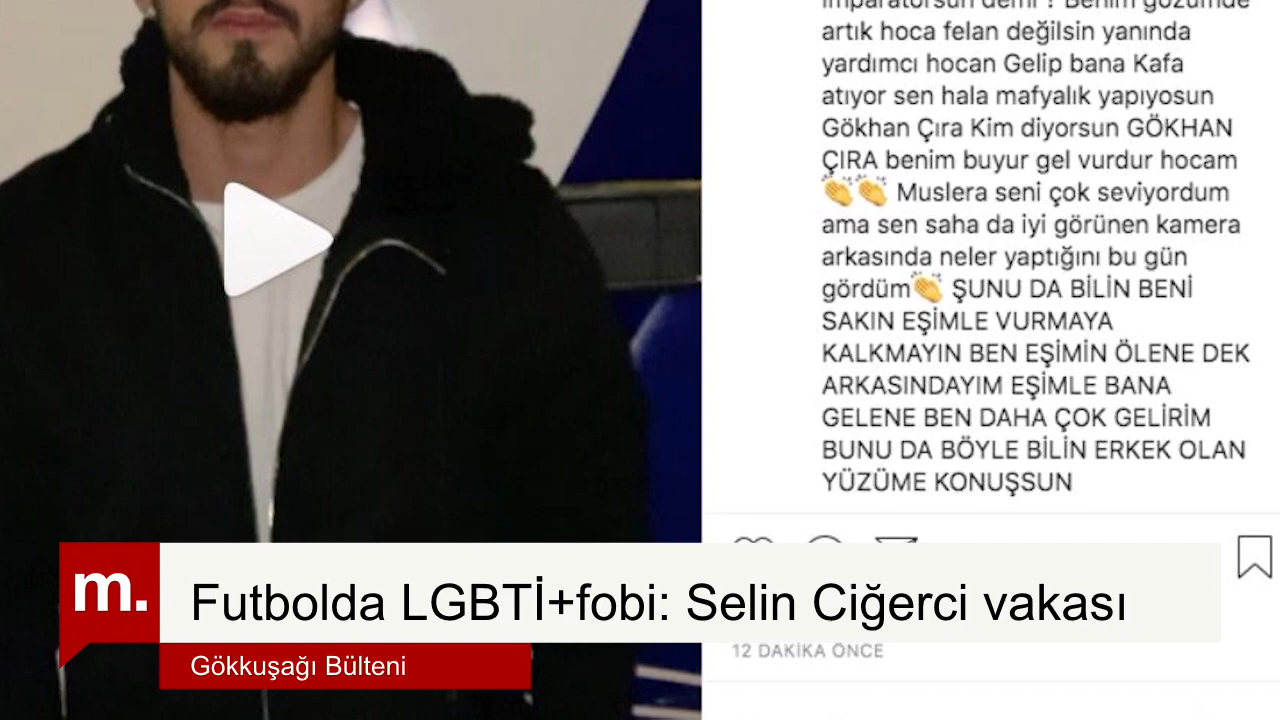 imparatorsun demi ? Benim gözümde
artık hoca felan değilsin yanında
yardımcı hocan Gelip bana Kafa
atıyor sen hala mafyalık yapıyosun
Gökhan Çıra Kim diyorsun GÖKHAN
ÇIRA benim buyur gel vurdur hocam
👏👏 Muslera seni çok seviyordum
ama sen saha da iyi görünen kamera
arkasında neler yaptığını bu gün
gördüm👏 ŞUNU DA BİLİN BENİ
SAKIN EŞİMLE VURMAYA
KALKMAYIN BEN EŞİMİN ÖLENE DEK
ARKASINDAYIM EŞİMLE BANA
GELENE BEN DAHA ÇOK GELİRİM
BUNU DA BÖYLE BİLİN ERKEK OLAN
YÜZÜME KONUŞSUN
m.
Futbolda LGBTİ+fobi: Selin Ciğerci vakası
12 DAKİKA ÖNCE
Gökkuşağı Bülteni